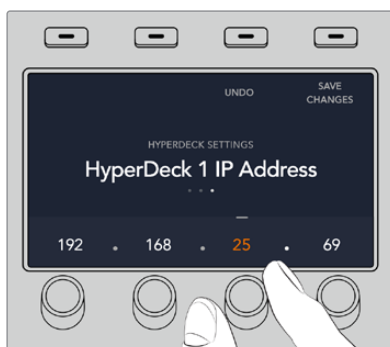 UNDO
SAVE
CHANGES
HYPERDECK SETTINGS
HyperDeck 1 IP Address
192 . 168 . 25 . 69